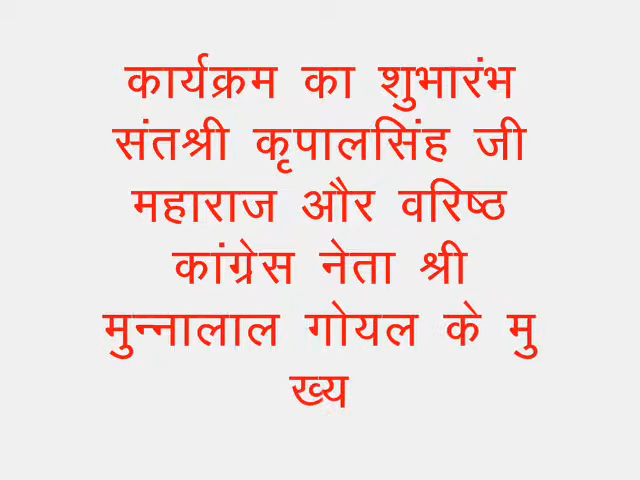 कार्यक्रम का शुभारंभ
संतश्री कृपालसिंह जी
महाराज और वरिष्ठ
कांग्रेस नेता श्री
मुन्नालाल गोयल के मु
ख्य